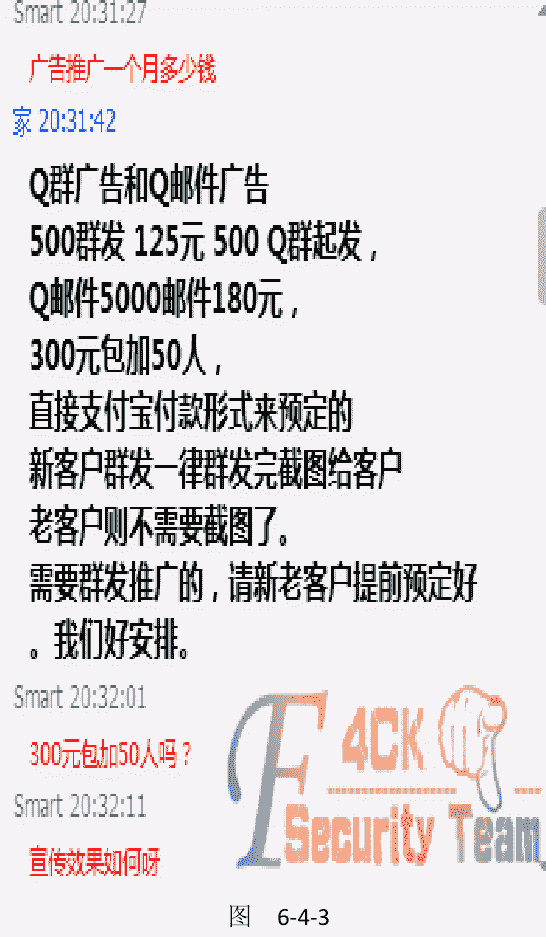 Smart 20:31:27
广告推广一个月多少钱
家 20:31:42
Q群广告和Q邮件广告
500群发 125元 500 Q群起发，
Q邮件5000邮件180元，
300元包加50人，
直接支付宝付款形式来预定的
新客户群发一律群发完截图给客户
老客户则不需要截图了。
需要群发推广的，请新老客户提前预定好
。我们好安排。
Smart 20:32:01
300元包加50人吗？
Smart 20:32:11
宣传效果如何呀
F4CK
Security Team
图 6-4-3